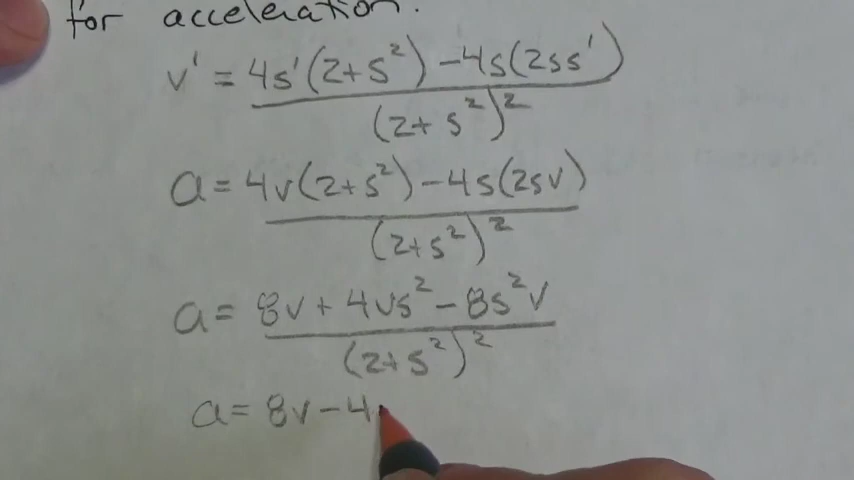 for acceleration.
v' = 4s'(2+s²) - 4s(2ss')
(2+s²)²
a = 4v(2+s²) - 4s(2sv)
(2+s²)²
a = 8v + 4vs² - 8s²v
(2+s²)²
a = 8v - 4